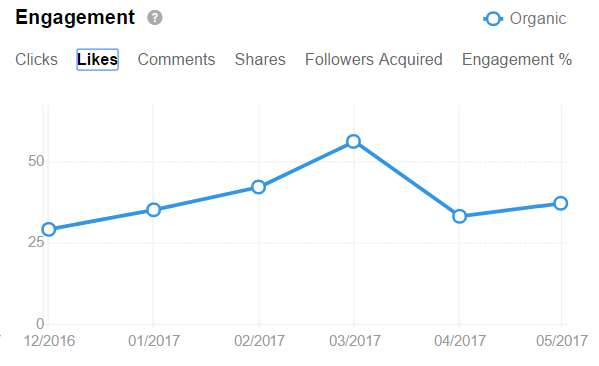 Engagement ? Organic
Clicks Likes Comments Shares Followers Acquired Engagement %
50
25
0
12/2016 01/2017 02/2017 03/2017 04/2017 05/2017